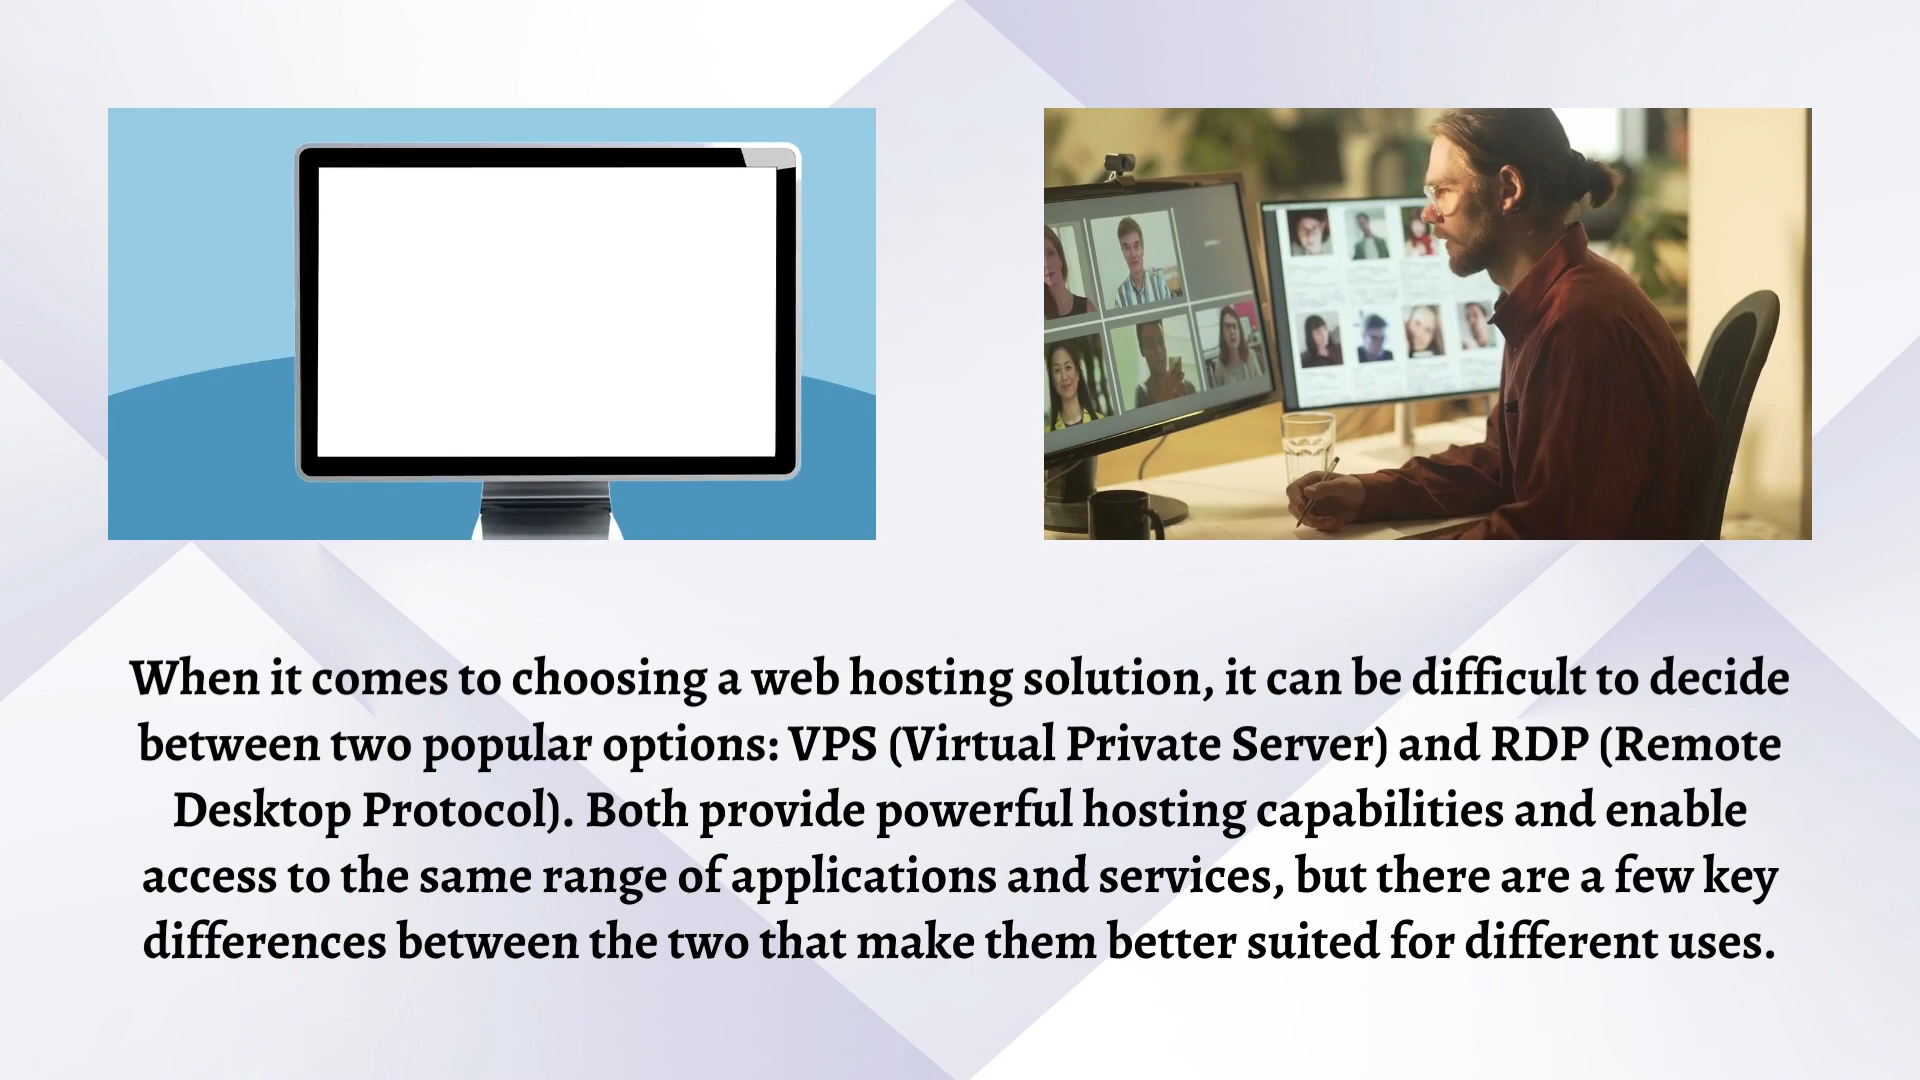 When it comes to choosing a web hosting solution, it can be difficult to decide
between two popular options: VPS (Virtual Private Server) and RDP (Remote
Desktop Protocol). Both provide powerful hosting capabilities and enable
access to the same range of applications and services, but there are a few key
differences between the two that make them better suited for different uses.